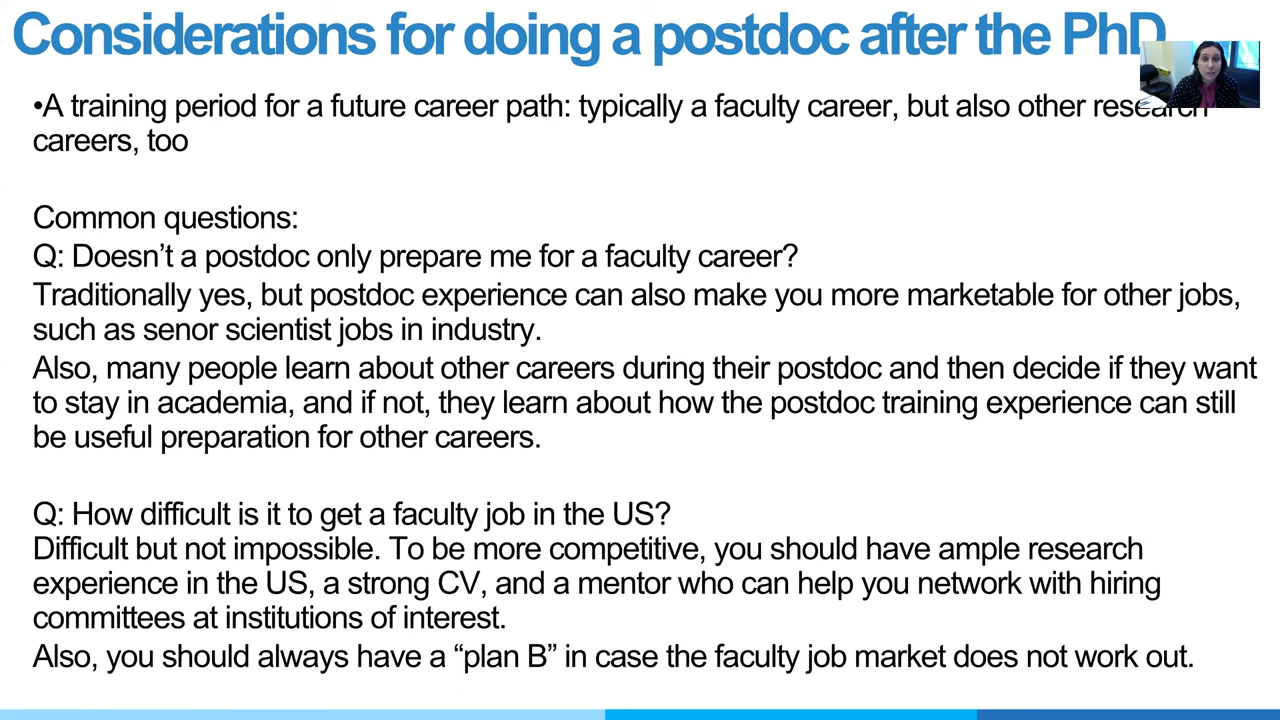 Considerations for doing a postdoc after the PhD
•A training period for a future career path: typically a faculty career, but also other research
careers, too
Common questions:
Q: Doesn’t a postdoc only prepare me for a faculty career?
Traditionally yes, but postdoc experience can also make you more marketable for other jobs,
such as senor scientist jobs in industry.
Also, many people learn about other careers during their postdoc and then decide if they want
to stay in academia, and if not, they learn about how the postdoc training experience can still
be useful preparation for other careers.
Q: How difficult is it to get a faculty job in the US?
Difficult but not impossible. To be more competitive, you should have ample research
experience in the US, a strong CV, and a mentor who can help you network with hiring
committees at institutions of interest.
Also, you should always have a “plan B” in case the faculty job market does not work out.